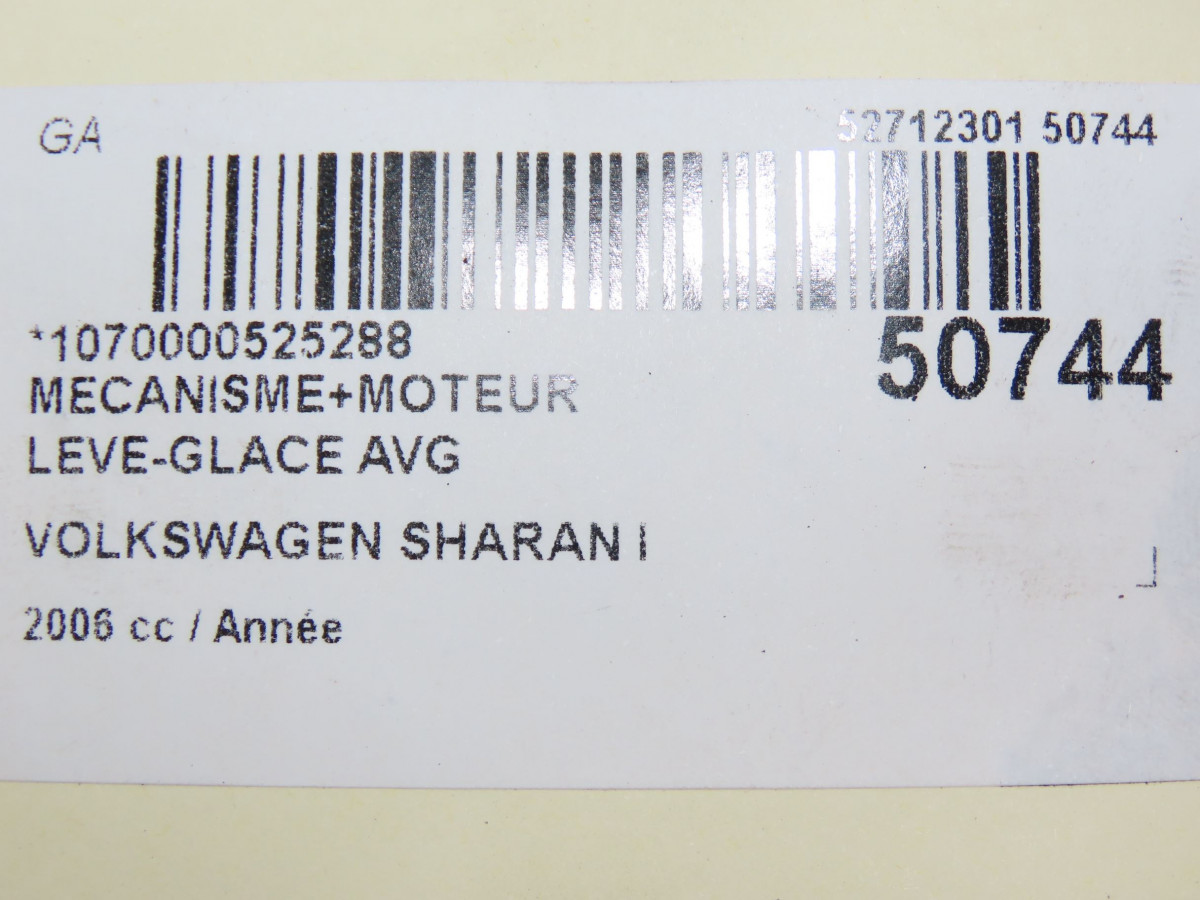 GA 52712301 50744
*1070000525288 50744
MECANISME+MOTEUR
LEVE-GLACE AVG
VOLKSWAGEN SHARAN I
2006 cc / Année